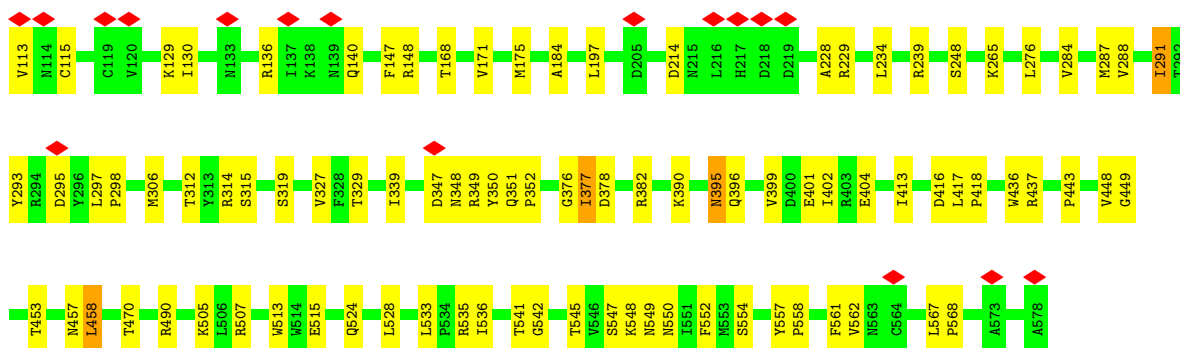 V113 N114 C115 C119 V120 K129 I130 N133 R136 I137 K138 N139 Q140 F147 R148 T168 V171 M175 A184 L197 D205 D214 N215 L216 H217 D218 D219 A228 R229 L234 R239 S248 K265 L276 V284 M287 V288 I291 T292
Y293 R294 D295 Y296 L297 P298 M306 T312 Y313 R314 S315 S319 V327 F328 T329 I339 D347 N348 R349 Y350 Q351 P352 G376 I377 D378 R382 K390 N395 Q396 V399 D400 E401 I402 R403 E404 I413 D416 L417 P418 W436 R437 P443 V448 G449
T453 N457 L458 T470 R490 K505 L506 R507 W513 W514 E515 Q524 L528 L533 P534 R535 I536 T541 G542 T545 V546 S547 K548 N549 N550 I551 F552 M553 S554 Y557 P558 F561 V562 N563 C564 L567 P568 A573 A578